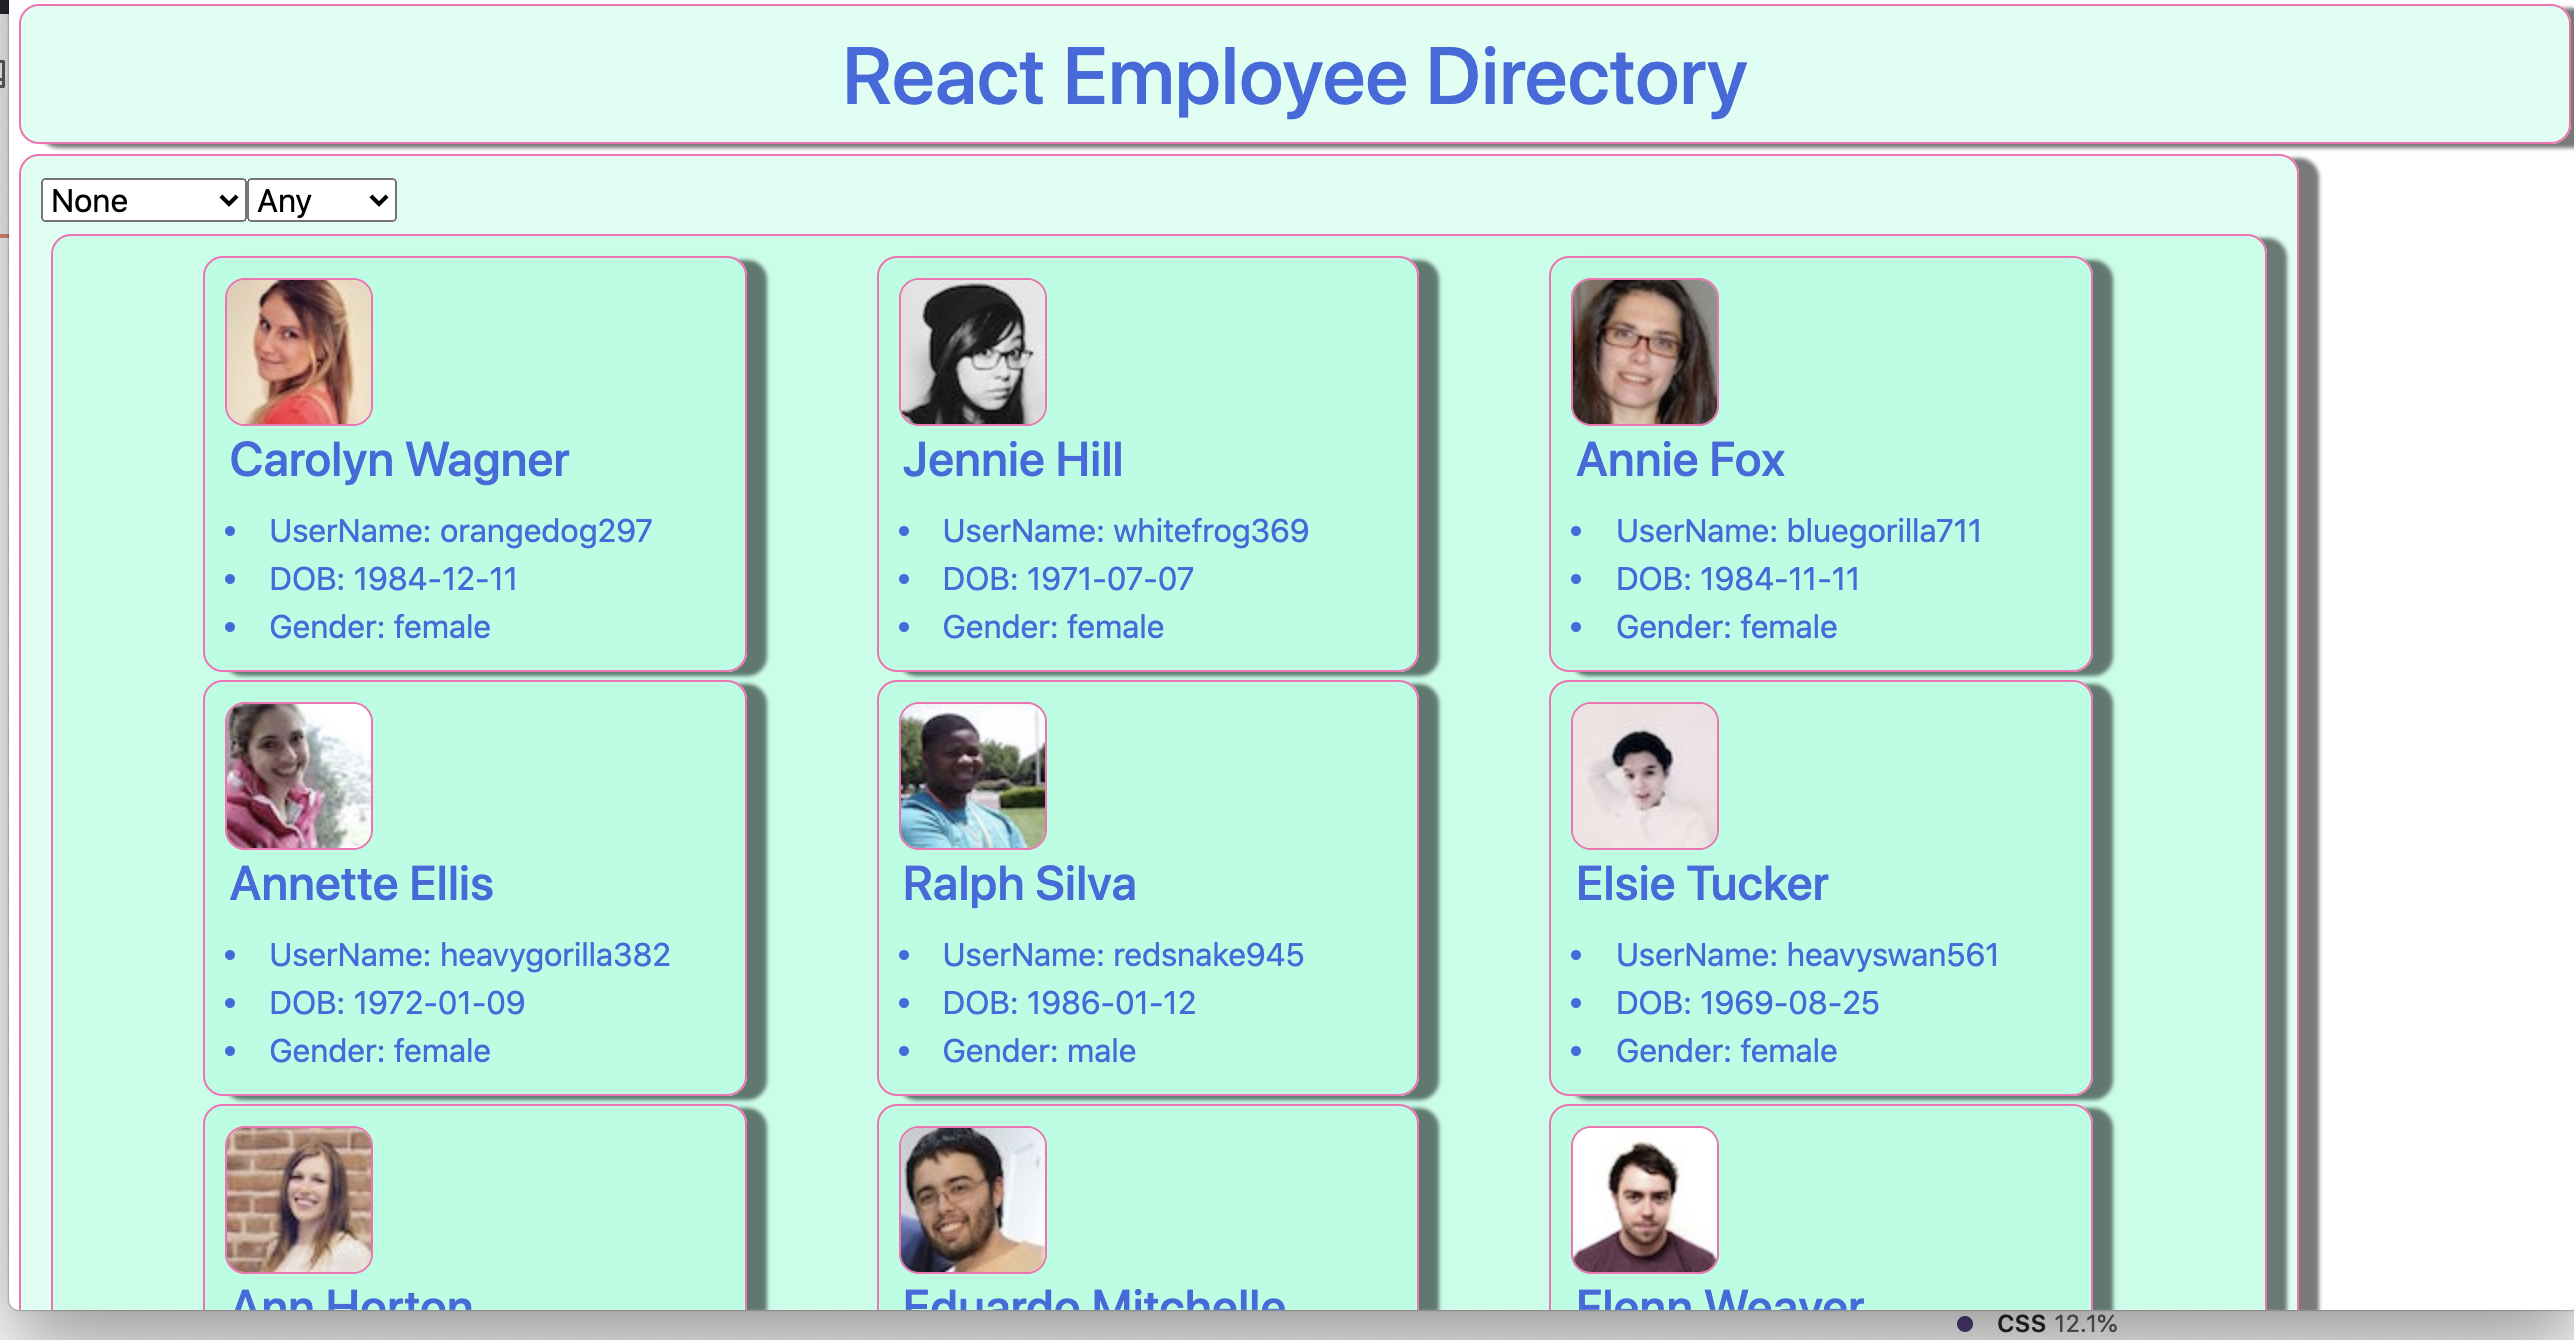 React Employee Directory
None Any
Carolyn Wagner
UserName: orangedog297
DOB: 1984-12-11
Gender: female
Jennie Hill
UserName: whitefrog369
DOB: 1971-07-07
Gender: female
Annie Fox
UserName: bluegorilla711
DOB: 1984-11-11
Gender: female
Annette Ellis
UserName: heavygorilla382
DOB: 1972-01-09
Gender: female
Ralph Silva
UserName: redsnake945
DOB: 1986-01-12
Gender: male
Elsie Tucker
UserName: heavyswan561
DOB: 1969-08-25
Gender: female
Ann Horton
Eduardo Mitchelle
Flenn Weaver
CSS 12.1%